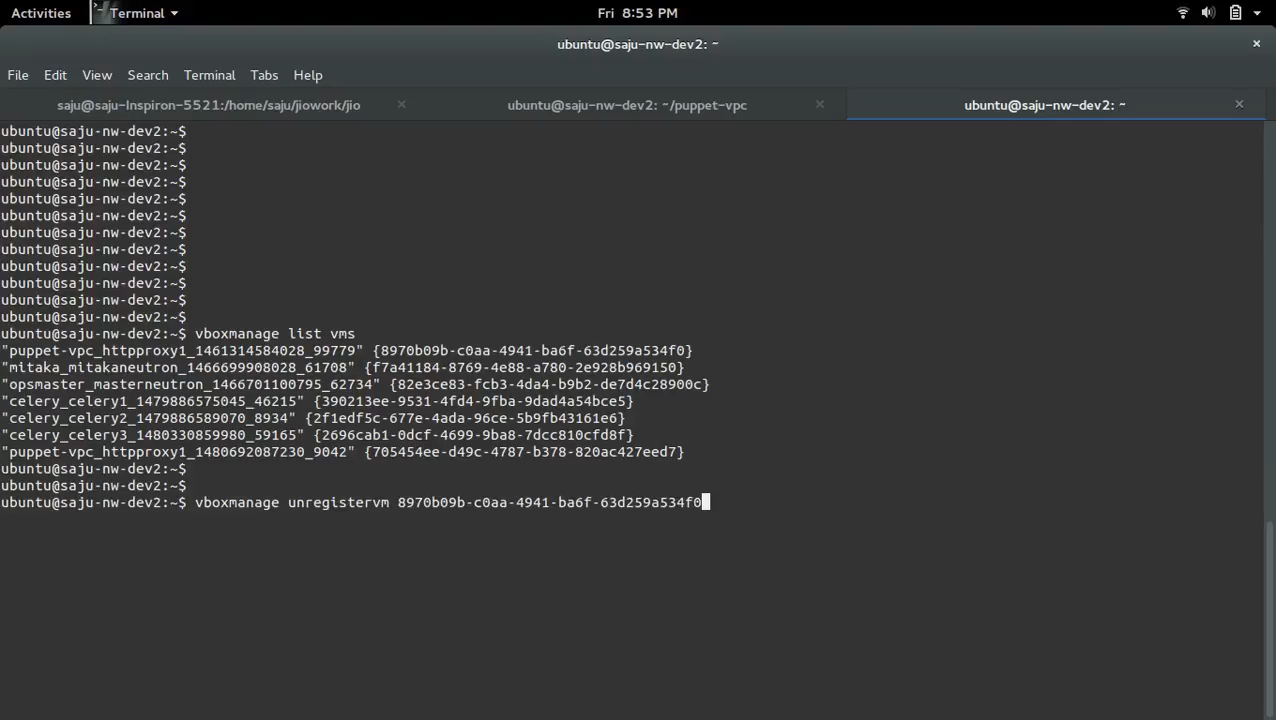 Activities Terminal Fri 8:53 PM
ubuntu@saju-nw-dev2: ~
File Edit View Search Terminal Tabs Help
saju@saju-Inspiron-5521:/home/saju/jiowork/jio ubuntu@saju-nw-dev2: ~/puppet-vpc ubuntu@saju-nw-dev2: ~
ubuntu@saju-nw-dev2:~$
ubuntu@saju-nw-dev2:~$
ubuntu@saju-nw-dev2:~$
ubuntu@saju-nw-dev2:~$
ubuntu@saju-nw-dev2:~$
ubuntu@saju-nw-dev2:~$
ubuntu@saju-nw-dev2:~$
ubuntu@saju-nw-dev2:~$
ubuntu@saju-nw-dev2:~$
ubuntu@saju-nw-dev2:~$
ubuntu@saju-nw-dev2:~$
ubuntu@saju-nw-dev2:~$
ubuntu@saju-nw-dev2:~$ vboxmanage list vms
"puppet-vpc_httpproxy1_1461314584028_99779" {8970b09b-c0aa-4941-ba6f-63d259a534f0}
"mitaka_mitakaneutron_1466699908028_61708" {f7a41184-8769-4e88-a780-2e928b969150}
"opsmaster_masterneutron_1466701100795_62734" {82e3ce83-fcb3-4da4-b9b2-de7d4c28900c}
"celery_celery1_1479886575045_46215" {390213ee-9531-4fd4-9fba-9dad4a54bce5}
"celery_celery2_1479886589070_8934" {2f1edf5c-677e-4ada-96ce-5b9fb43161e6}
"celery_celery3_1480330859980_59165" {2696cab1-0dcf-4699-9ba8-7dcc810cfd8f}
"puppet-vpc_httpproxy1_1480692087230_9042" {705454ee-d49c-4787-b378-820ac427eed7}
ubuntu@saju-nw-dev2:~$
ubuntu@saju-nw-dev2:~$
ubuntu@saju-nw-dev2:~$ vboxmanage unregistervm 8970b09b-c0aa-4941-ba6f-63d259a534f0